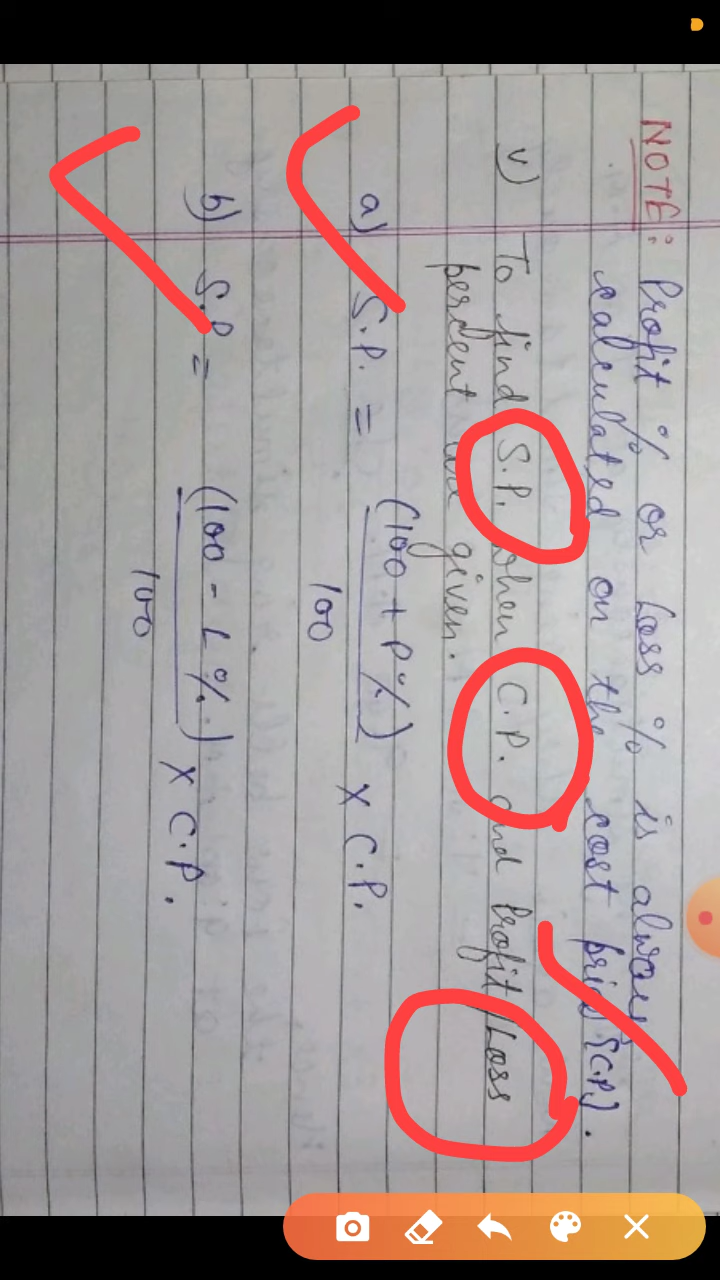 NOTE: Profit % or Loss % is always
calculated on the cost price {C.P}.
v) To find S.P. when C.P. and Profit/Loss
percent are given.
a) S.P. = (100 + P%) / 100 x C.P.
b) S.P = (100 - L%) / 100 x C.P.